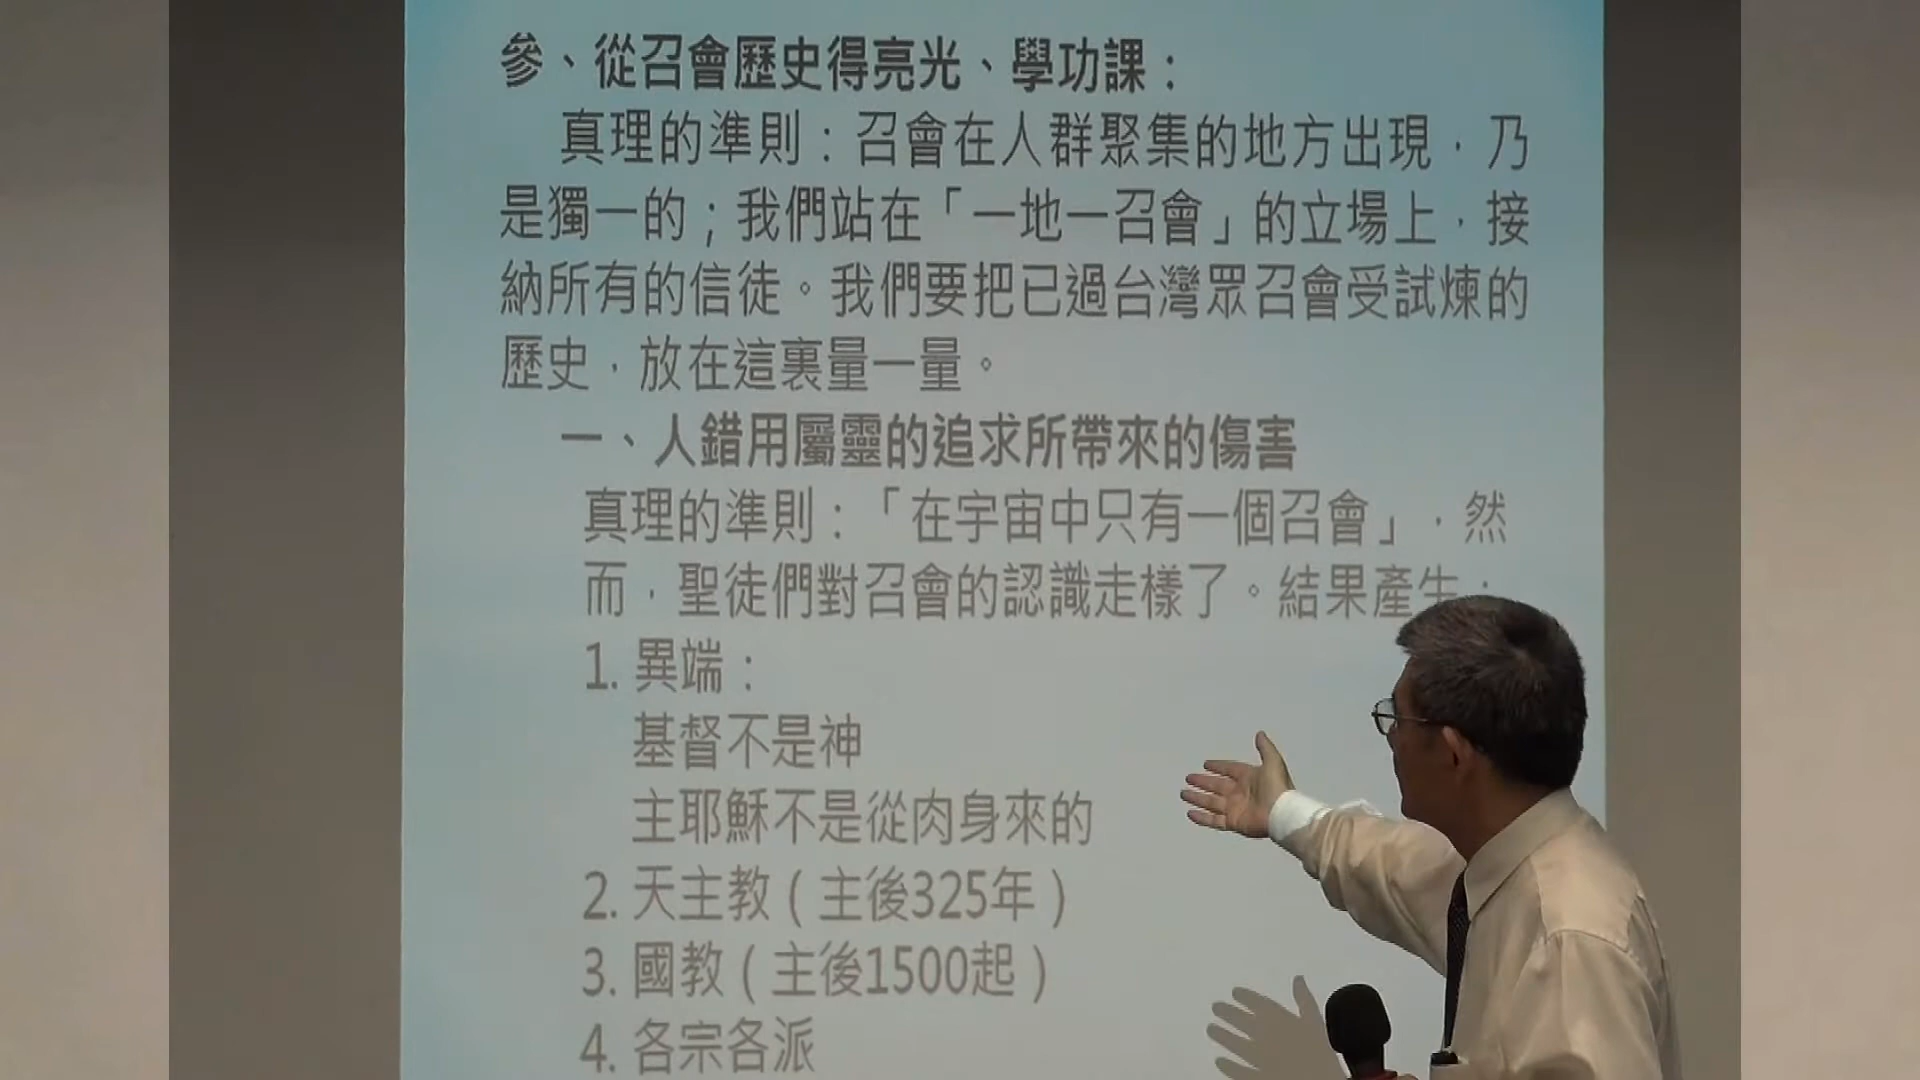 參、從召會歷史得亮光、學功課：
真理的準則：召會在人群聚集的地方出現，乃
是獨一的；我們站在「一地一召會」的立場上，接
納所有的信徒。我們要把已過台灣眾召會受試煉的
歷史，放在這裏量一量。
一、人錯用屬靈的追求所帶來的傷害
真理的準則：「在宇宙中只有一個召會」，然
而，聖徒們對召會的認識走樣了。結果產生：
1. 異端：
基督不是神
主耶穌不是從肉身來的
2. 天主教（主後325年）
3. 國教（主後1500起）
4. 各宗各派